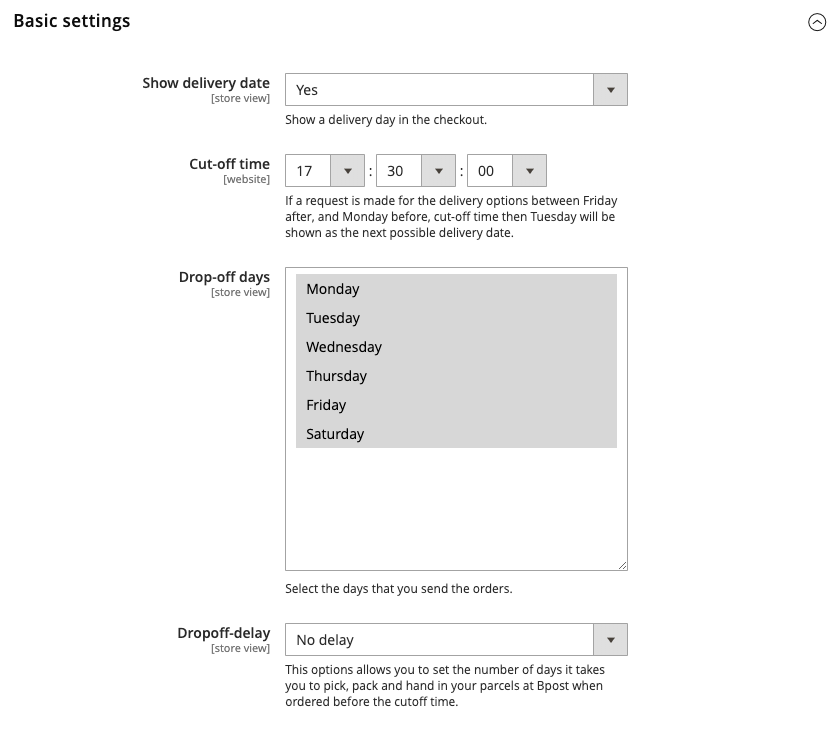 Basic settings
Show delivery date
[store view]
Yes
Show a delivery day in the checkout.
Cut-off time
[website]
17 : 30 : 00
If a request is made for the delivery options between Friday
after, and Monday before, cut-off time then Tuesday will be
shown as the next possible delivery date.
Drop-off days
[store view]
Monday
Tuesday
Wednesday
Thursday
Friday
Saturday
Select the days that you send the orders.
Dropoff-delay
[store view]
No delay
This options allows you to set the number of days it takes
you to pick, pack and hand in your parcels at Bpost when
ordered before the cutoff time.